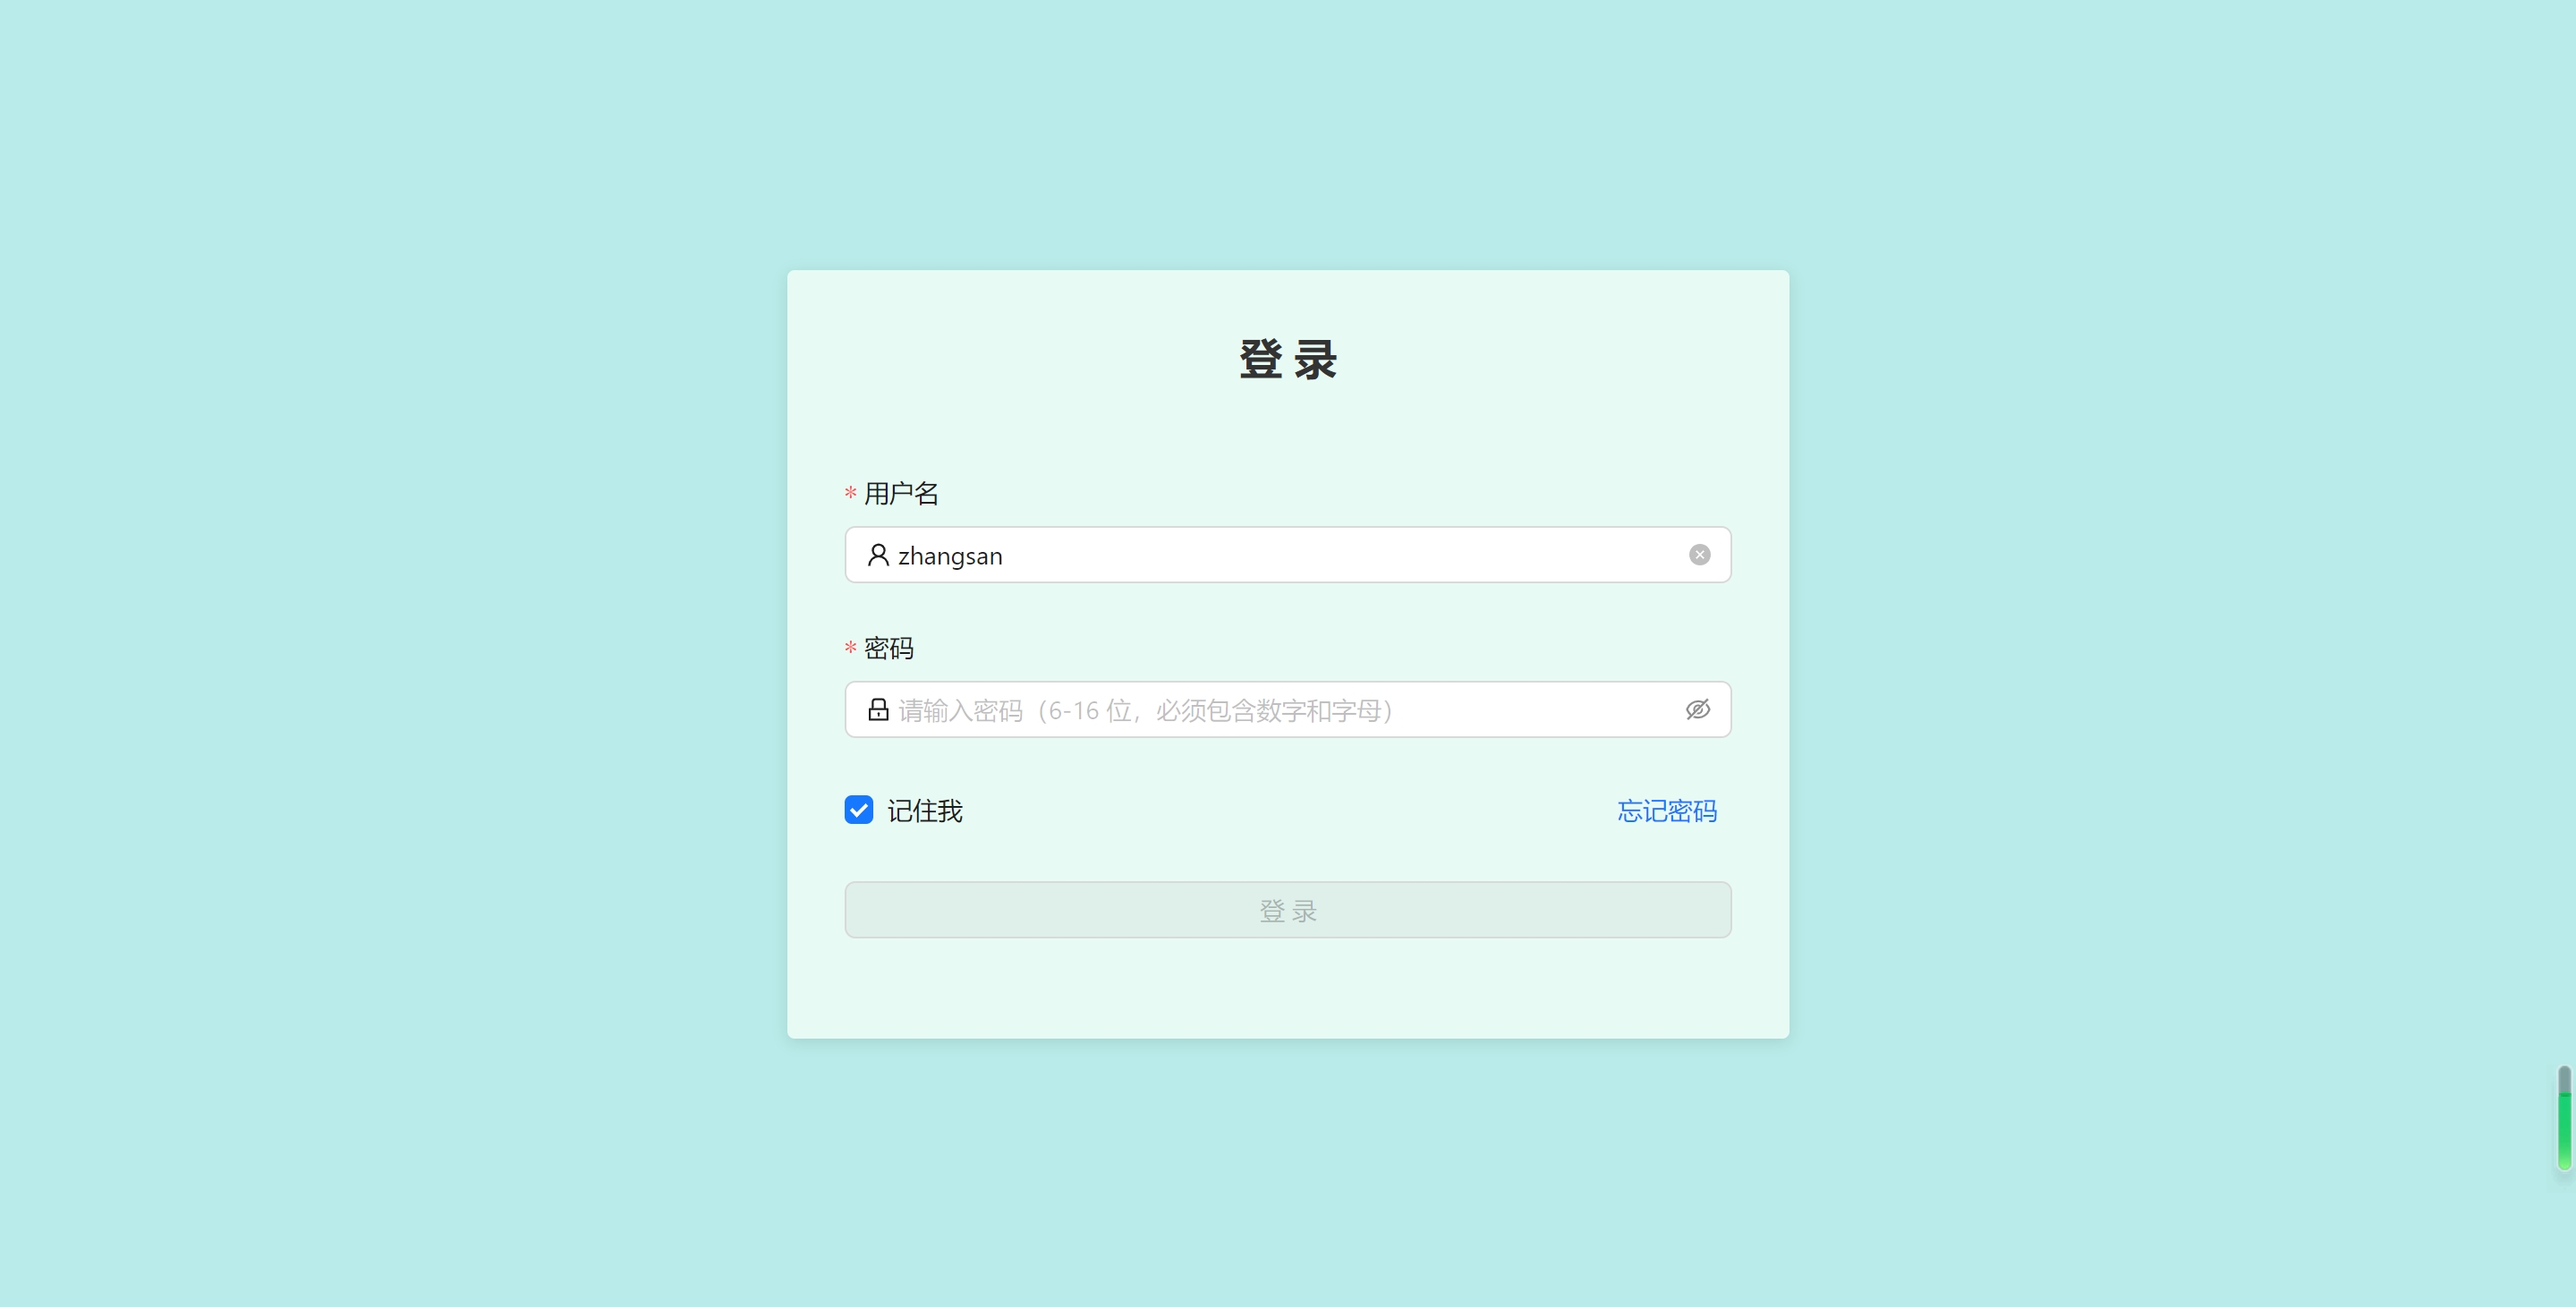 登 录
* 用户名
zhangsan
* 密码
请输入密码（6-16 位，必须包含数字和字母）
记住我 忘记密码
登 录